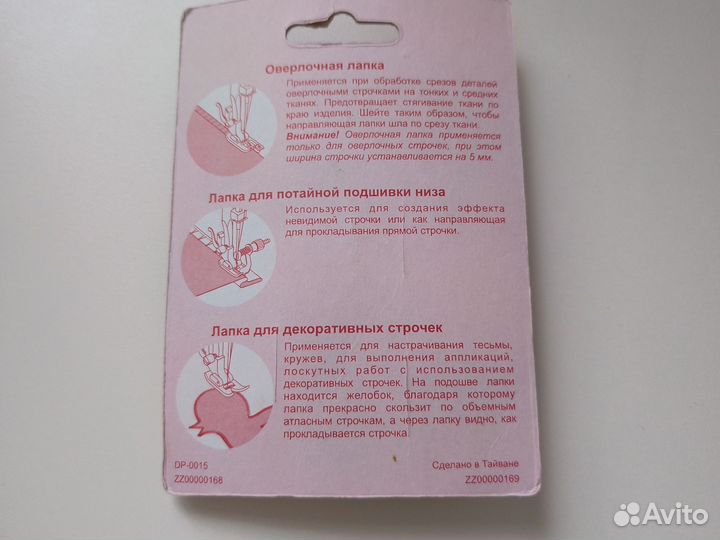 Оверлочная лапка
Применяется при обработке срезов деталей
оверлочными строчками на тонких и средних
тканях. Предотвращает стягивание ткани по
краю изделия. Шейте таким образом, чтобы
направляющая лапки шла по срезу ткани.
Внимание! Оверлочная лапка применяется
только для оверлочных строчек, при этом
ширина строчки устанавливается на 5 мм.
Лапка для потайной подшивки низа
Используется для создания эффекта
невидимой строчки или как направляющая
для прокладывания прямой строчки.
Лапка для декоративных строчек
Применяется для настрачивания тесьмы,
кружев, для выполнения аппликаций,
лоскутных работ с использованием
декоративных строчек. На подошве лапки
находится желобок, благодаря которому
лапка прекрасно скользит по объемным
атласным строчкам, а через лапку видно, как
прокладывается строчка.
DP-0015
ZZ00000168
Сделано в Тайване
ZZ00000169
Avito